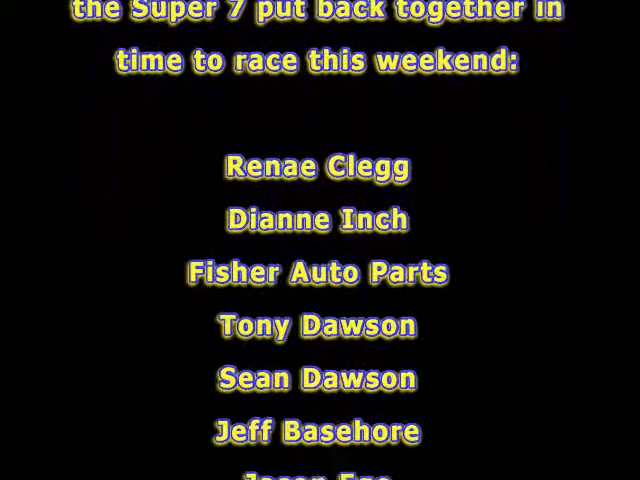 the Super 7 put back together in
time to race this weekend:
Renae Clegg
Dianne Inch
Fisher Auto Parts
Tony Dawson
Sean Dawson
Jeff Basehore